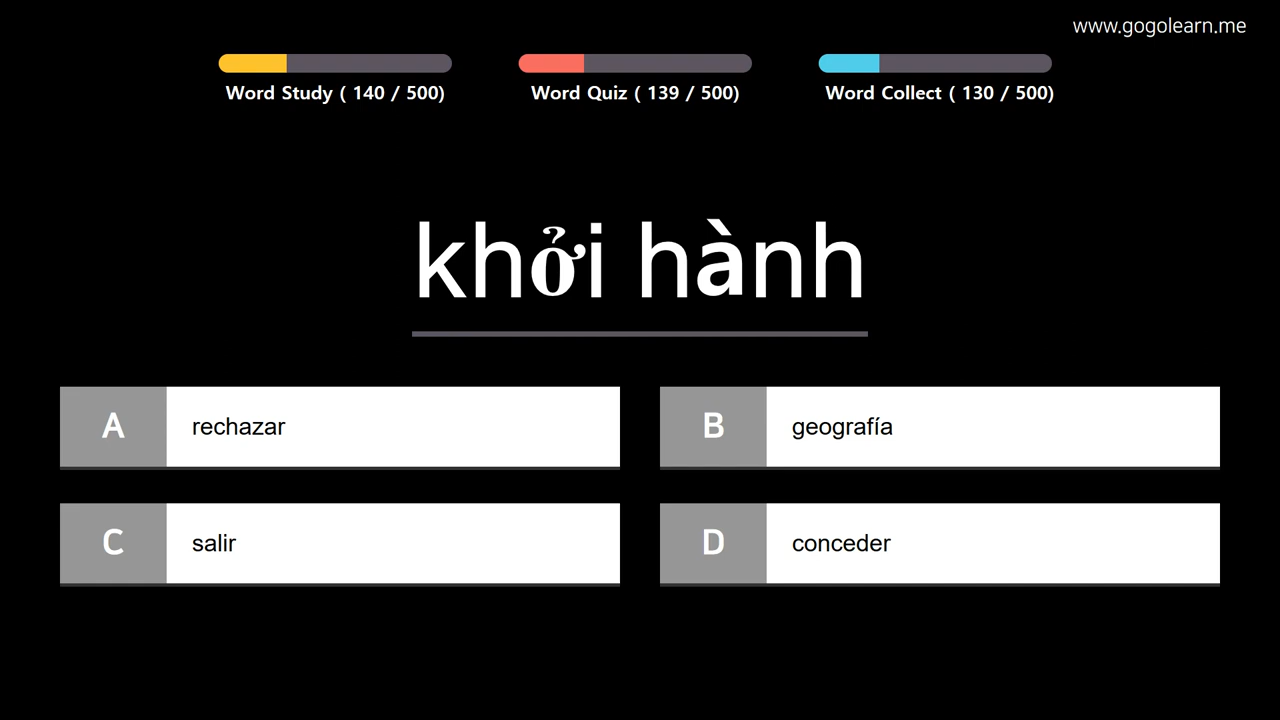 www.gogolearn.me
Word Study ( 140 / 500)
Word Quiz ( 139 / 500)
Word Collect ( 130 / 500)
khởi hành
A rechazar
B geografía
C salir
D conceder